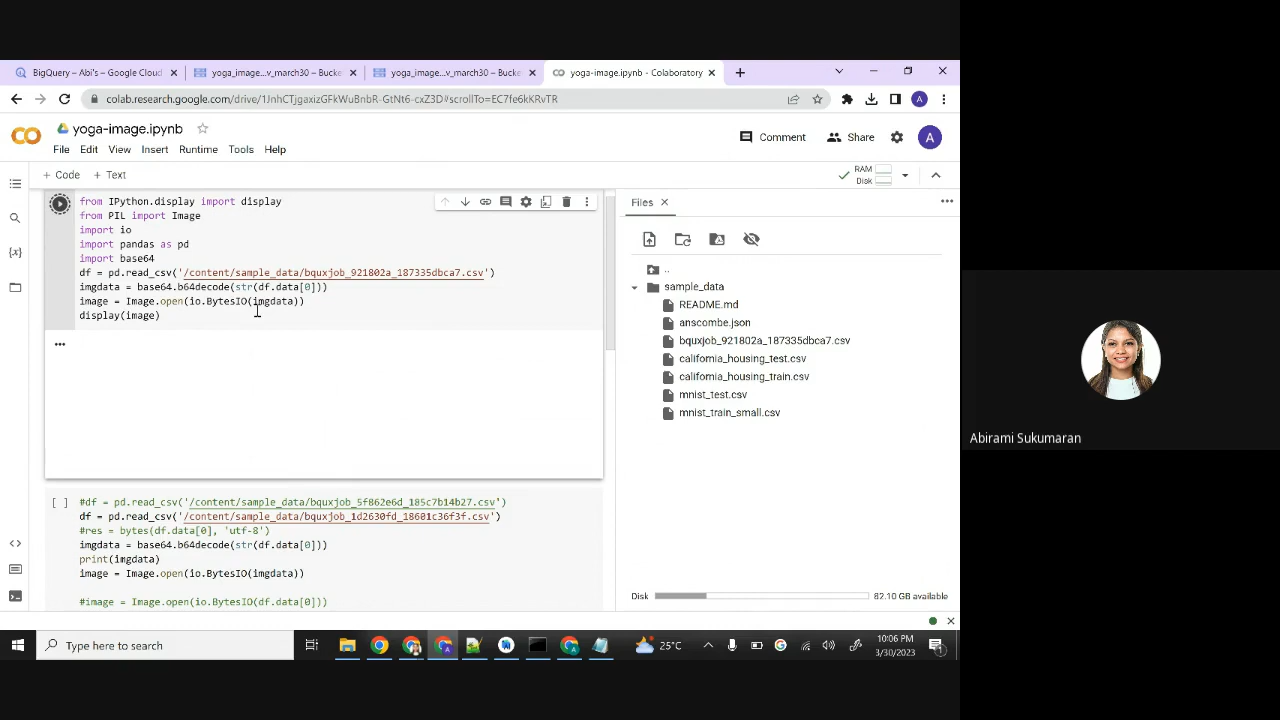 BigQuery – Abi's – Google Cloud
yoga_image...v_march30 – Bucke
yoga_image...v_march30 – Bucke
yoga-image.ipynb - Colaboratory
colab.research.google.com/drive/1JnhCTjgaxizGFkWuBnbR-GtNt6-cxZ3D#scrollTo=EC7fe6kKRvTR
A
yoga-image.ipynb
Comment
Share
A
File Edit View Insert Runtime Tools Help
+ Code + Text
RAM
Disk
from IPython.display import display
from PIL import Image
import io
import pandas as pd
import base64
df = pd.read_csv('/content/sample_data/bquxjob_921802a_187335dbca7.csv')
imgdata = base64.b64decode(str(df.data[0]))
image = Image.open(io.BytesIO(imgdata))
display(image)
[ ]
#df = pd.read_csv('/content/sample_data/bquxjob_5f862e6d_185c7b14b27.csv')
df = pd.read_csv('/content/sample_data/bquxjob_1d2630fd_18601c36f3f.csv')
#res = bytes(df.data[0], 'utf-8')
imgdata = base64.b64decode(str(df.data[0]))
print(imgdata)
image = Image.open(io.BytesIO(imgdata))
#image = Image.open(io.BytesIO(df.data[0]))
Files
..
sample_data
README.md
anscombe.json
bquxjob_921802a_187335dbca7.csv
california_housing_test.csv
california_housing_train.csv
mnist_test.csv
mnist_train_small.csv
Disk
82.10 GB available
Type here to search
25°C
10:06 PM
3/30/2023
1
Abirami Sukumaran